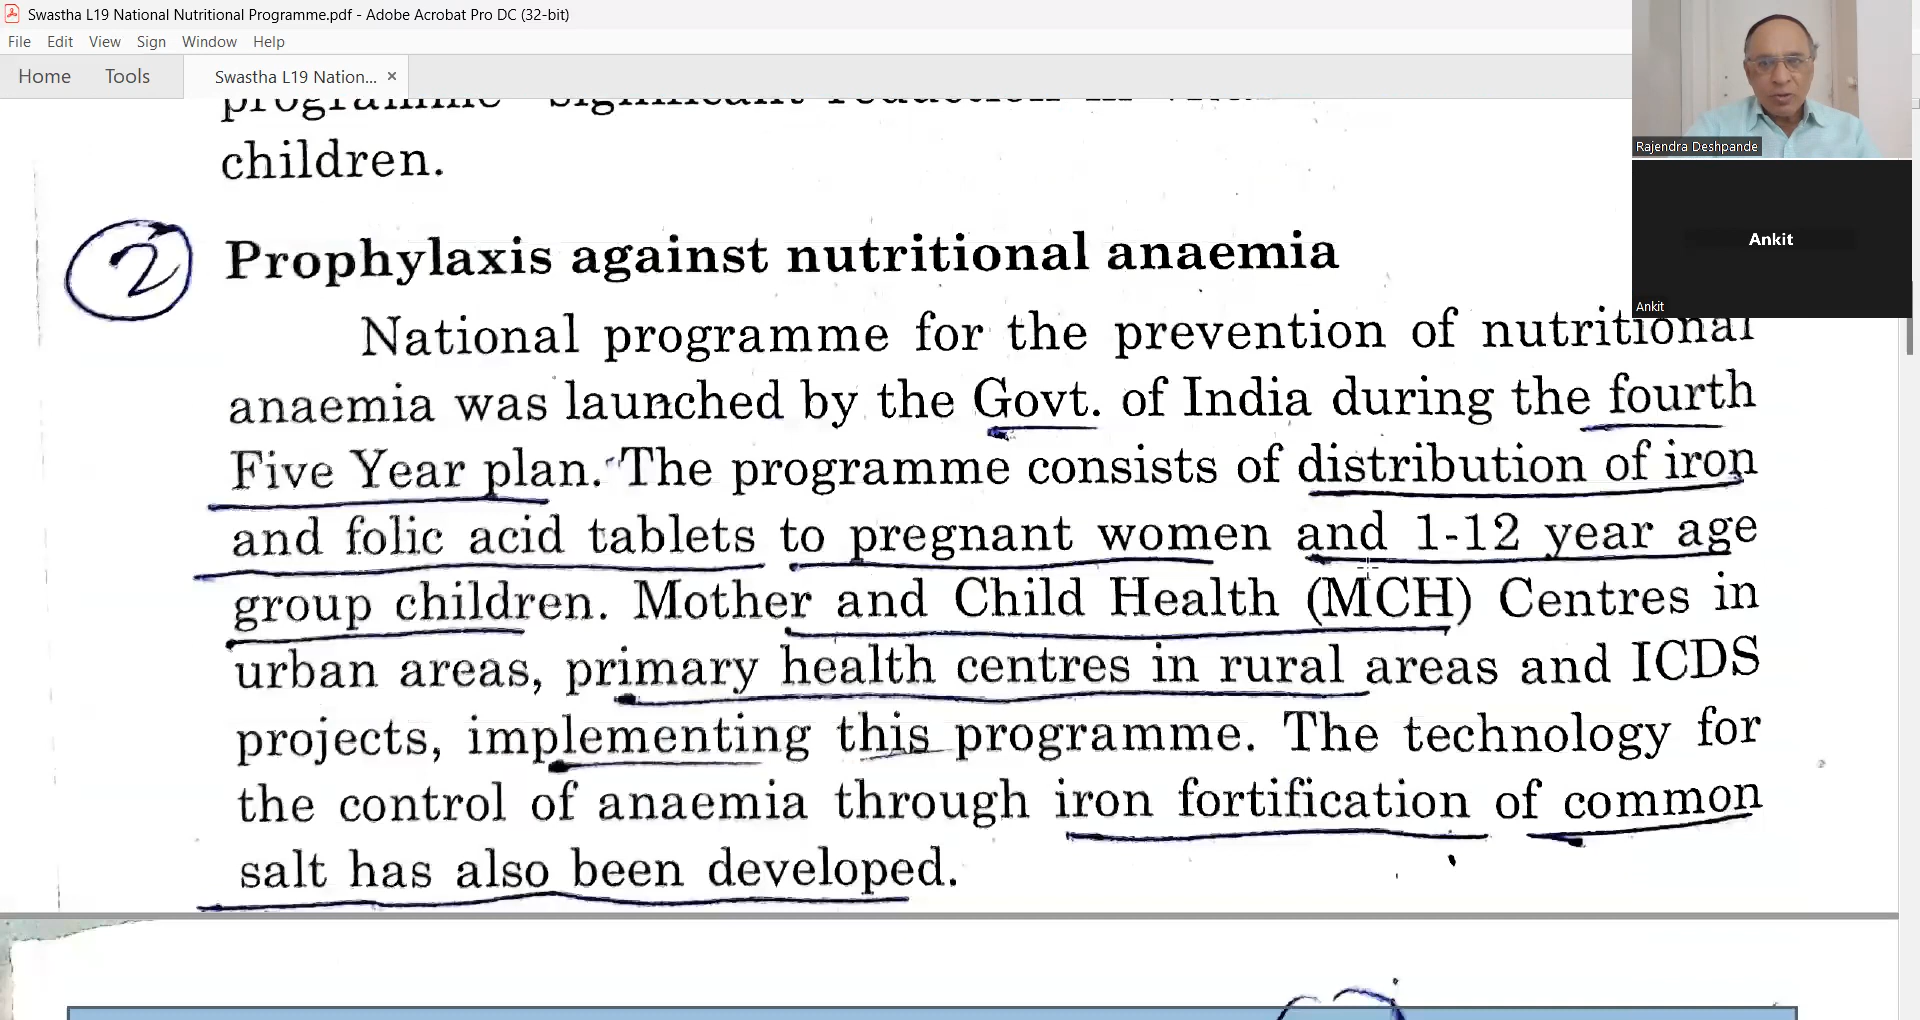 Swastha L19 National Nutritional Programme.pdf - Adobe Acrobat Pro DC (32-bit)
File Edit View Sign Window Help
Home Tools Swastha L19 Nation... ×
children.
2 Prophylaxis against nutritional anaemia
National programme for the prevention of nutritional
anaemia was launched by the Govt. of India during the fourth
Five Year plan. The programme consists of distribution of iron
and folic acid tablets to pregnant women and 1-12 year age
group children. Mother and Child Health (MCH) Centres in
urban areas, primary health centres in rural areas and ICDS
projects, implementing this programme. The technology for
the control of anaemia through iron fortification of common
salt has also been developed.
Rajendra Deshpande
Ankit
Ankit